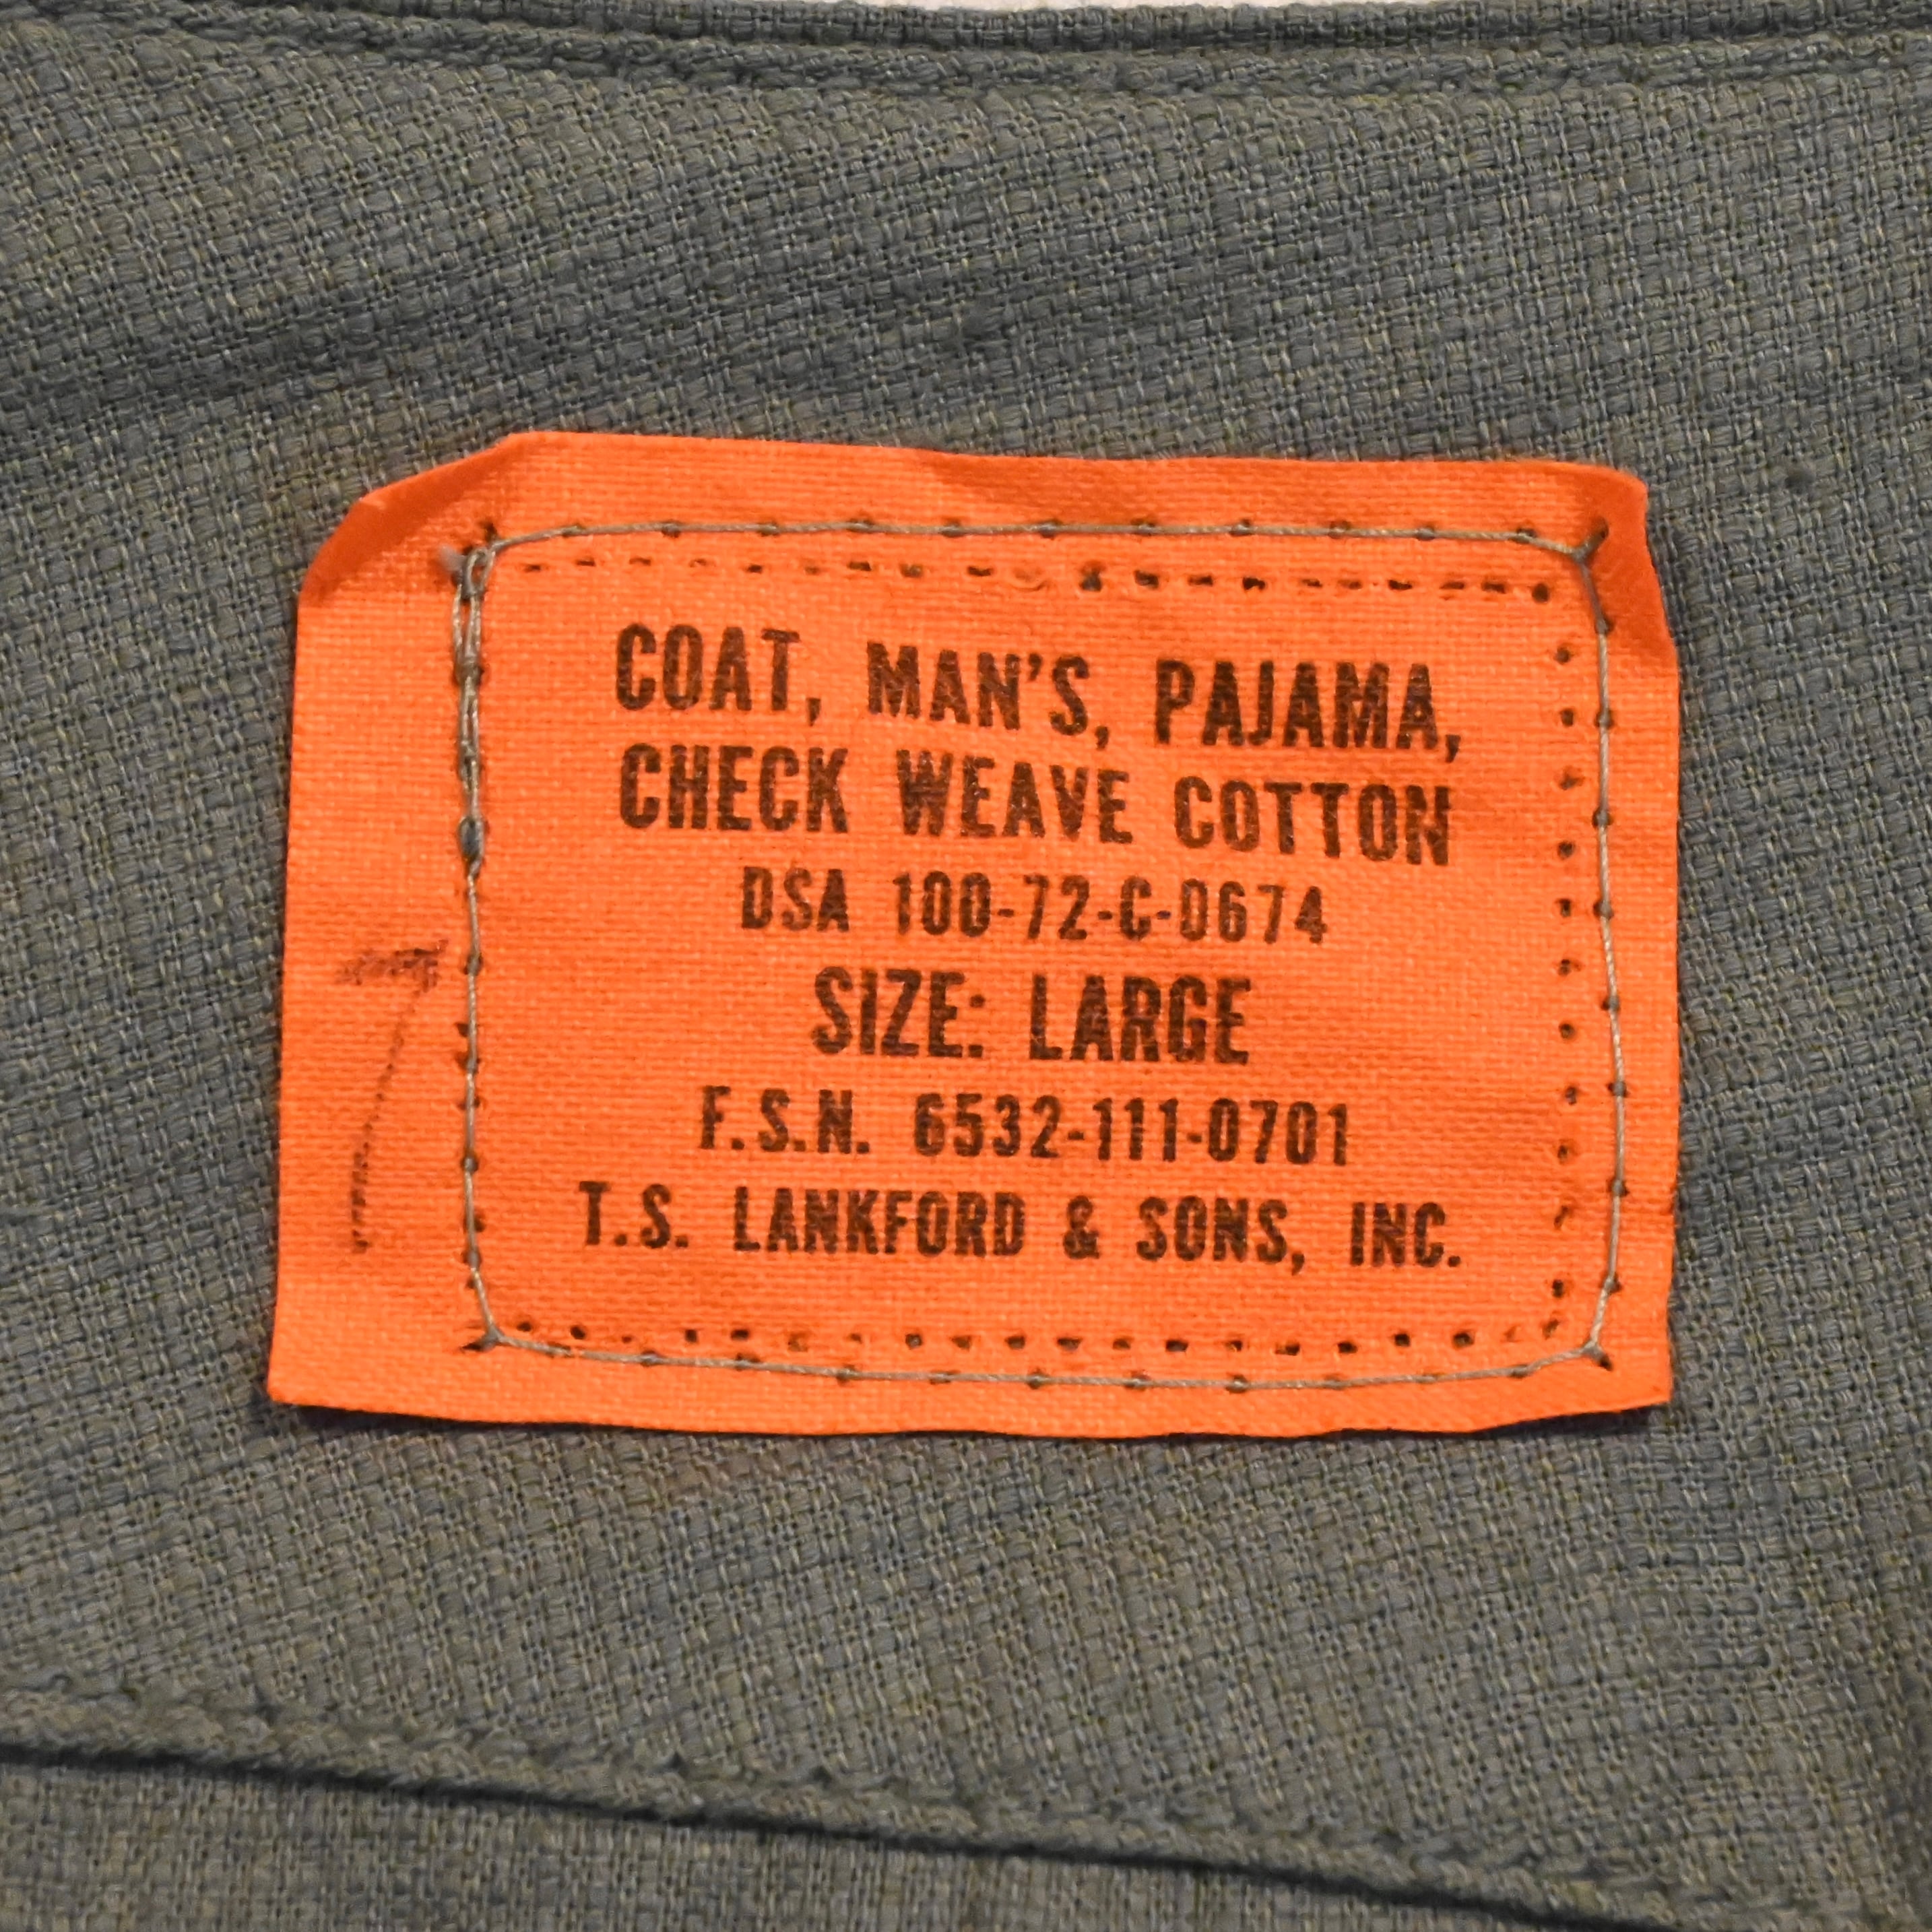 COAT, MAN'S, PAJAMA,
CHECK WEAVE COTTON
DSA 100-72-C-0674
SIZE: LARGE
F.S.N. 6532-111-0701
T.S. LANKFORD & SONS, INC.